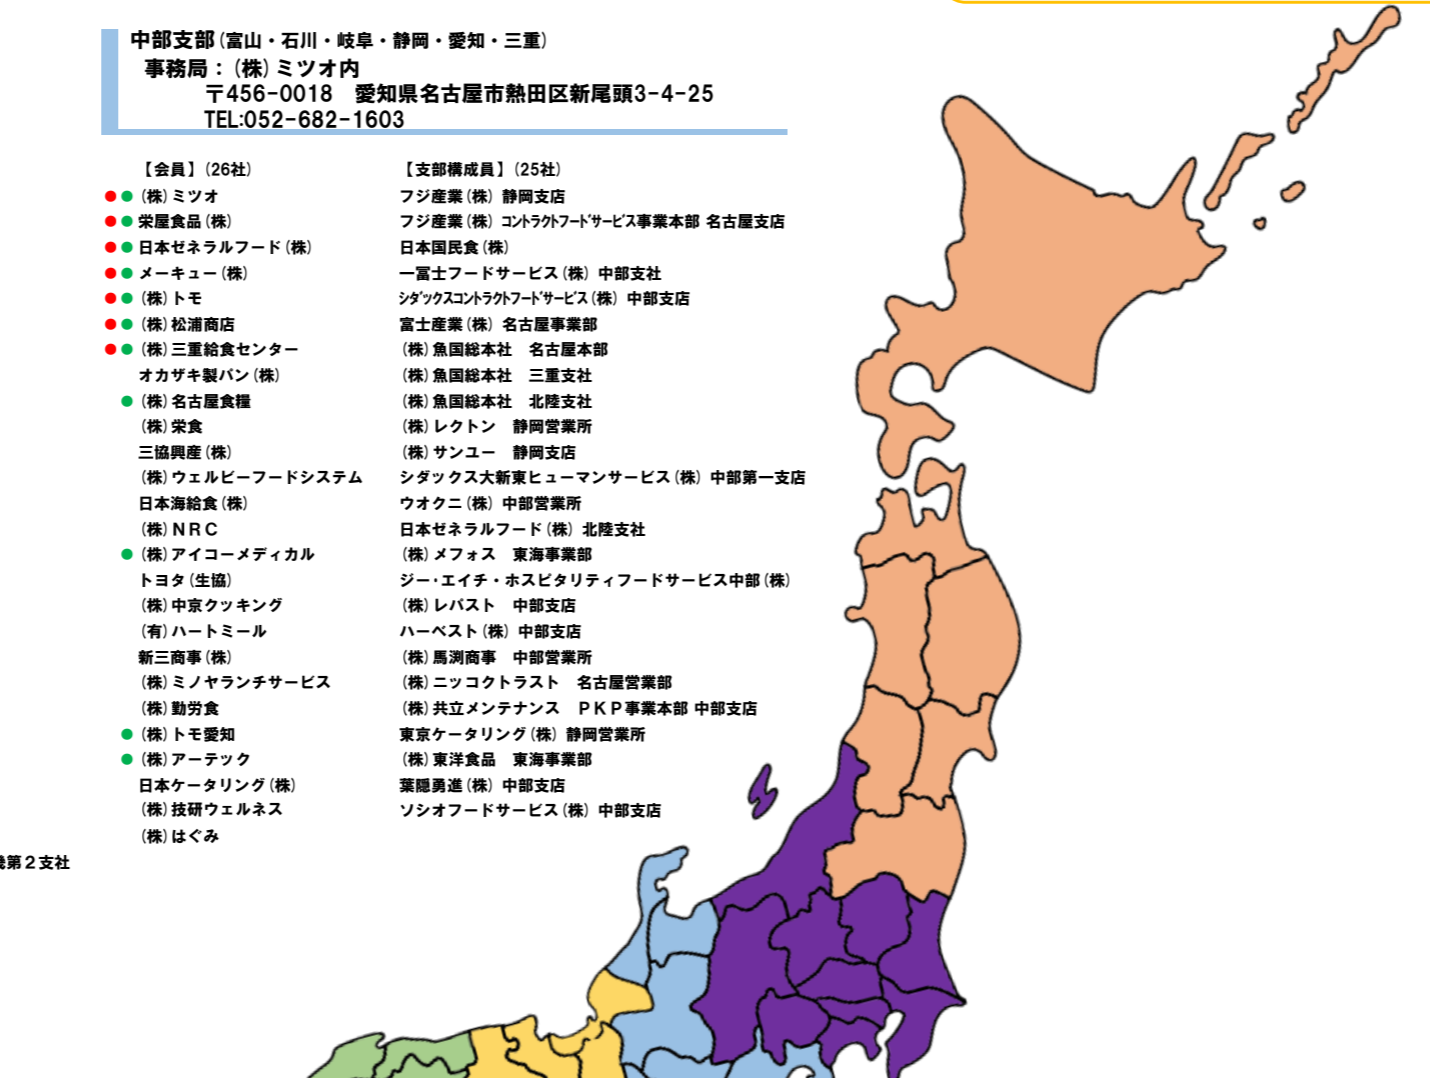 中部支部(富山・石川・岐阜・静岡・愛知・三重)
事務局：(株)ミツオ内
〒456-0018　愛知県名古屋市熱田区新尾頭3-4-25
TEL:052-682-1603
【会員】(26社)
(株)ミツオ
栄屋食品(株)
日本ゼネラルフード(株)
メーキュー(株)
(株)トモ
(株)松浦商店
(株)三重給食センター
オカザキ製パン(株)
(株)名古屋食糧
(株)栄食
三協興産(株)
(株)ウェルビーフードシステム
日本海給食(株)
(株)ＮＲＣ
(株)アイコーメディカル
トヨタ(生協)
(株)中京クッキング
(有)ハートミール
新三商事(株)
(株)ミノヤランチサービス
(株)勤労食
(株)トモ愛知
(株)アーテック
日本ケータリング(株)
(株)技研ウェルネス
(株)はぐみ
【支部構成員】(25社)
フジ産業(株) 静岡支店
フジ産業(株) ｺﾝﾄﾗｸﾄﾌｰﾄﾞｻｰﾋﾞｽ事業本部 名古屋支店
日本国民食(株)
一冨士フードサービス(株) 中部支社
ｼﾀﾞｯｸｽｺﾝﾄﾗｸﾄﾌｰﾄﾞｻｰﾋﾞｽ(株) 中部支店
富士産業(株) 名古屋事業部
(株)魚国総本社　名古屋本部
(株)魚国総本社　三重支社
(株)魚国総本社　北陸支社
(株)レクトン　静岡営業所
(株)サンユー　静岡支店
シダックス大新東ヒューマンサービス(株) 中部第一支店
ウオクニ(株) 中部営業所
日本ゼネラルフード(株) 北陸支社
(株)メフォス　東海事業部
ジー・エイチ・ホスピタリティフードサービス中部(株)
(株)レパスト　中部支店
ハーベスト(株) 中部支店
(株)馬渕商事　中部営業所
(株)ニッコクトラスト　名古屋営業部
(株)共立メンテナンス　ＰＫＰ事業本部 中部支店
東京ケータリング(株) 静岡営業所
(株)東洋食品　東海事業部
葉隠勇進(株) 中部支店
ソシオフードサービス(株) 中部支店
第２支社